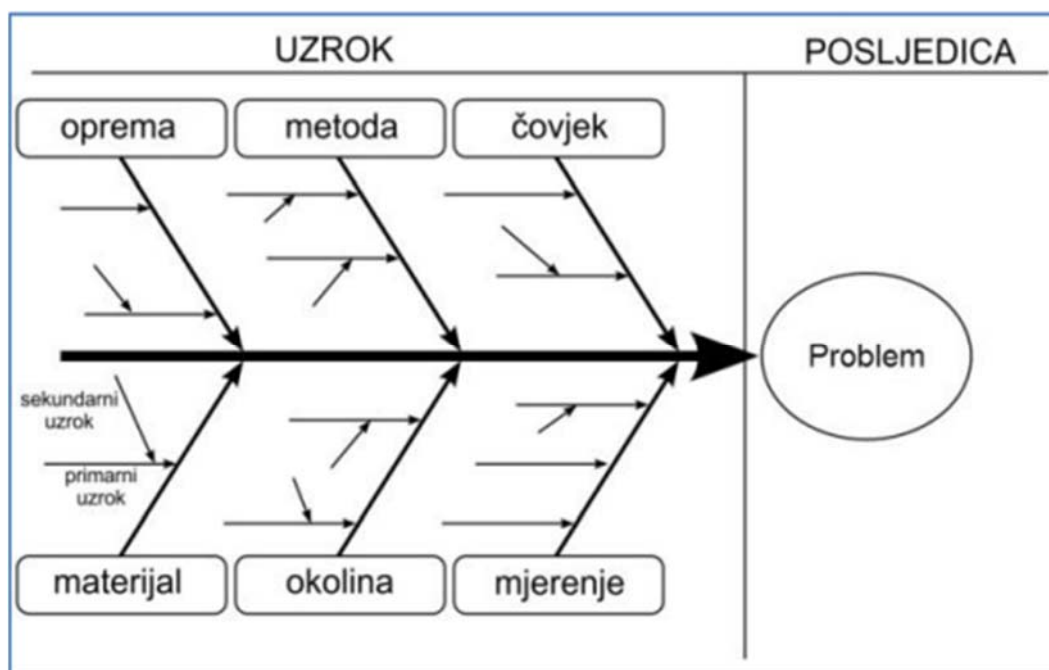 UZROK
POSLJEDICA
oprema
metoda
čovjek
Problem
sekundarni
uzrok
primarni
uzrok
materijal
okolina
mjerenje